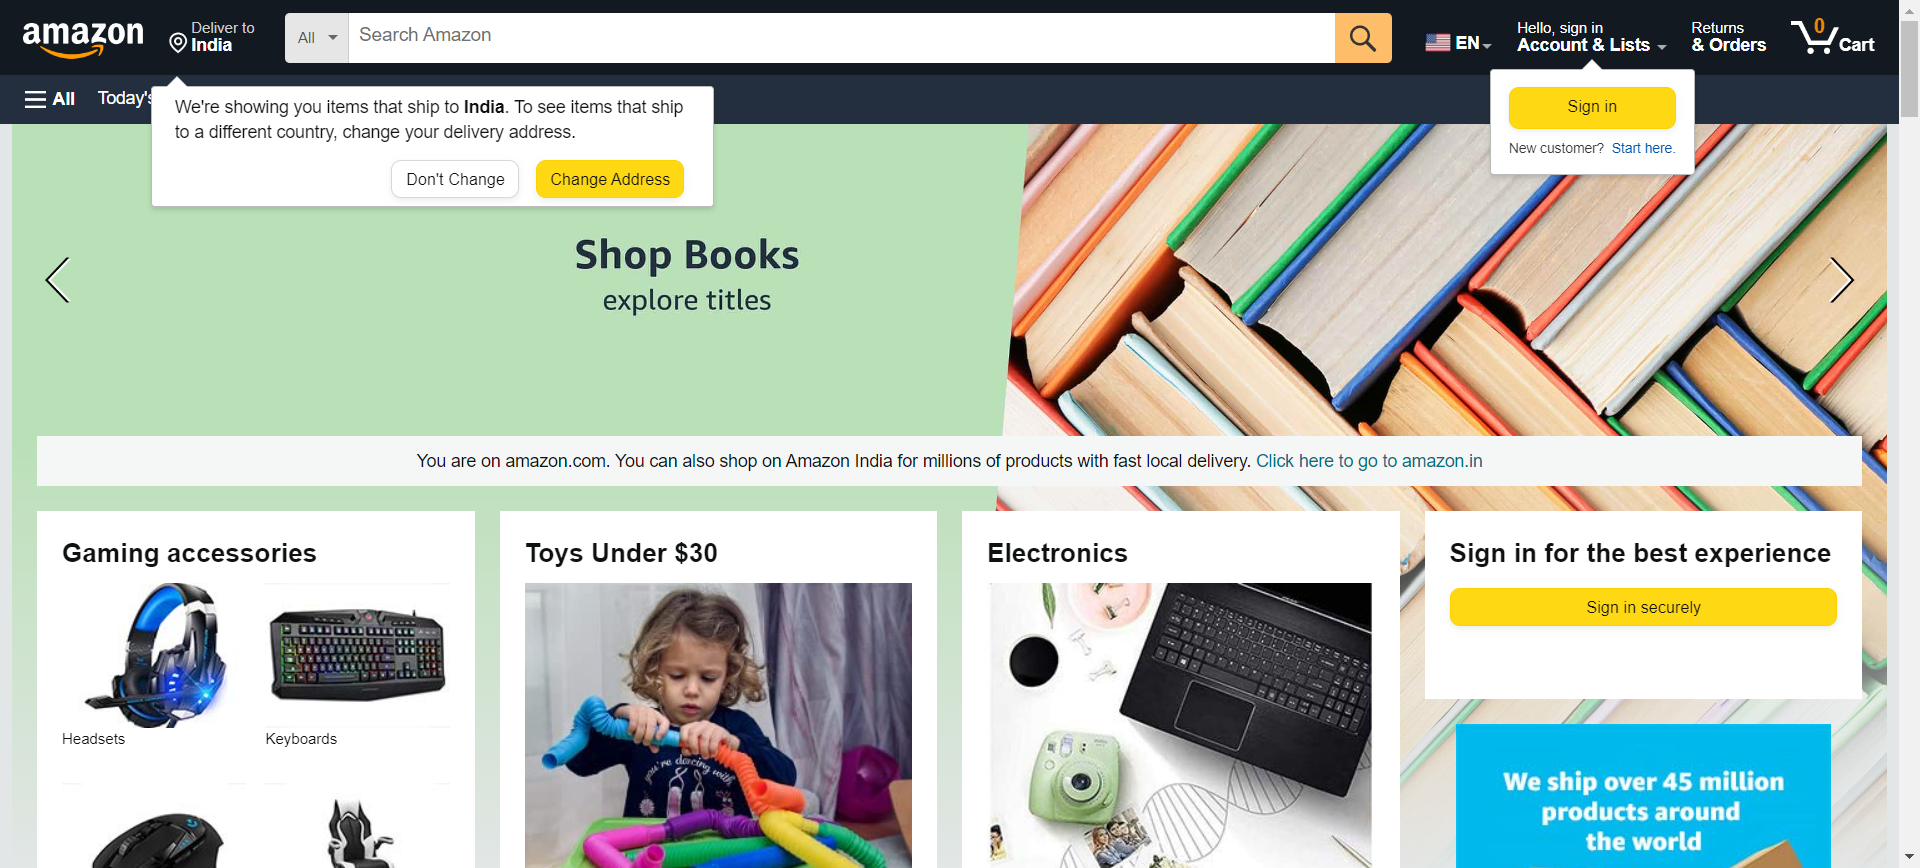 amazon
Deliver to
India
All
Search Amazon
EN
Hello, sign in
Account & Lists
Returns
& Orders
0
Cart
All
Today's
We're showing you items that ship to India. To see items that ship
to a different country, change your delivery address.
Don't Change
Change Address
Sign in
New customer? Start here.
Shop Books
explore titles
You are on amazon.com. You can also shop on Amazon India for millions of products with fast local delivery. Click here to go to amazon.in
Gaming accessories
Headsets
Keyboards
Toys Under $30
you're dancing with
Electronics
Sign in for the best experience
Sign in securely
We ship over 45 million
products around
the world